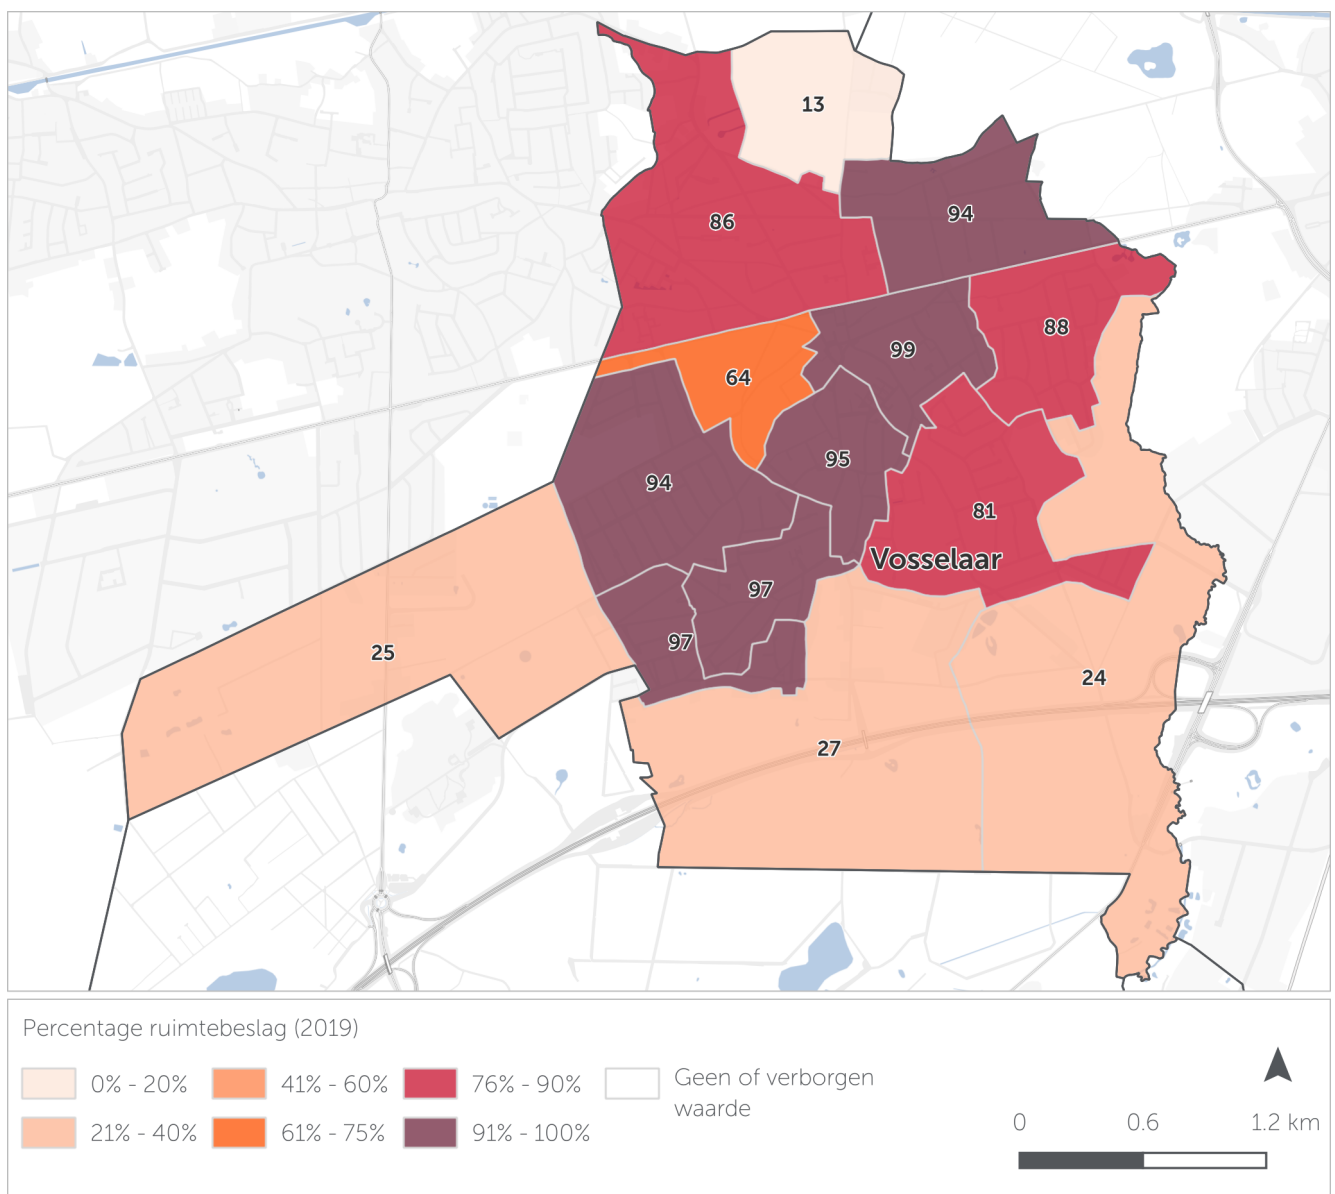 13
86
94
88
99
64
95
94
81
Vosselaar
97
97
25
24
27
Percentage ruimtebeslag (2019)
0% - 20%
41% - 60%
76% - 90%
Geen of verborgen
waarde
21% - 40%
61% - 75%
91% - 100%
0 0.6 1.2 km